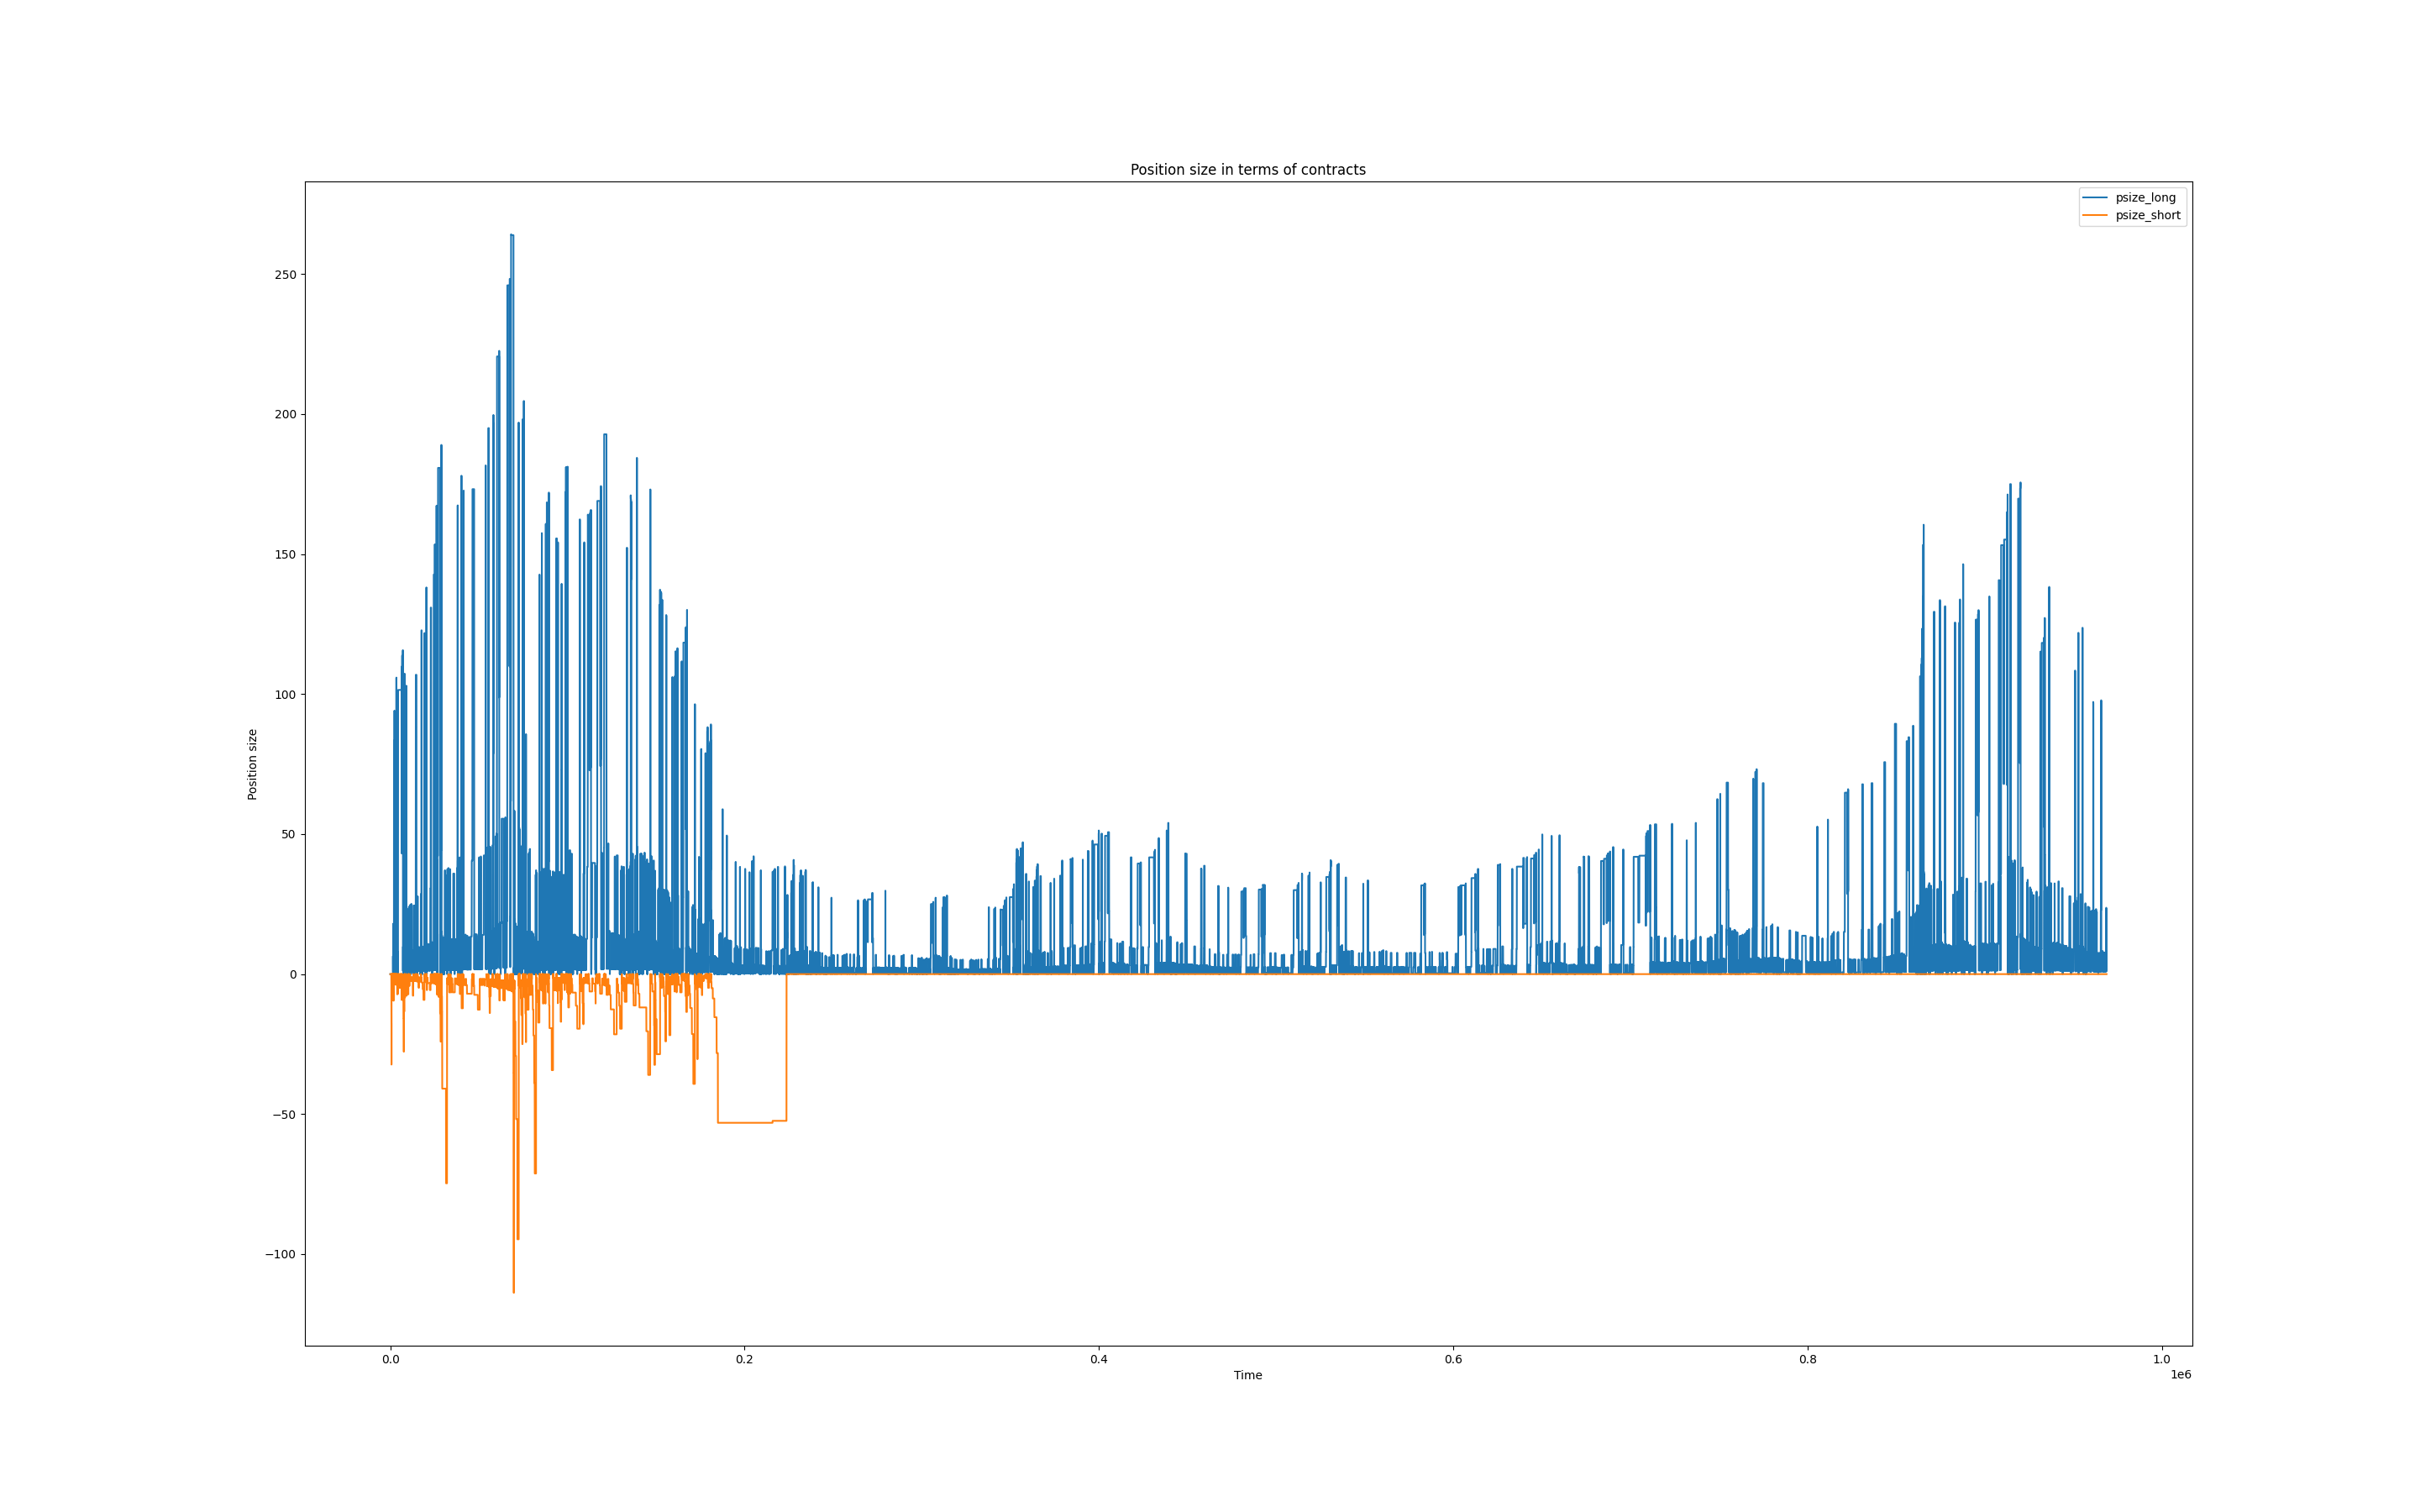 Position size in terms of contracts
psize_long
psize_short
250
200
150
100
50
0
−50
−100
Position size
0.0
0.2
0.4
0.6
0.8
1.0
1e6
Time